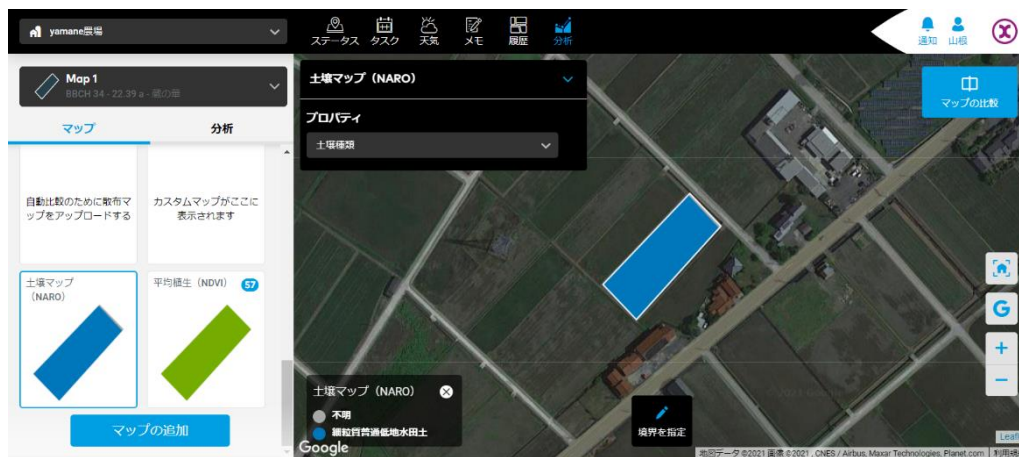 yamane農場
ステータス
タスク
天気
メモ
履歴
分析
通知
山根
Map 1
BBCH 34 - 22.39 a -
マップ
分析
自動比較のために散布マ
ップをアップロードする
カスタムマップがここに
表示されます
土壌マップ
(NARO)
平均植生 (NDVI)
57
マップの追加
土壌マップ (NARO)
プロパティ
土壌種類
マップの比較
土壌マップ (NARO)
不明
細粒質普通低地水田土
Google
境界を指定
G
+
−
Leafl
地図データ ©2021 画像 ©2021 , CNES / Airbus, Maxar Technologies, Planet.com
利用規